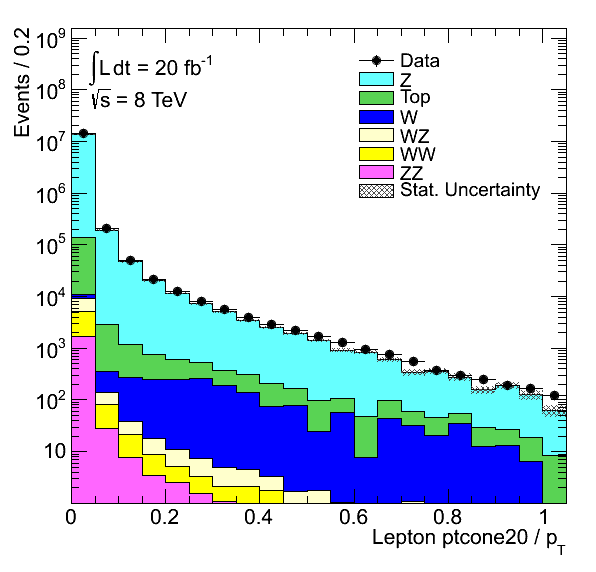 Events / 0.2
10⁹
10⁸
10⁷
10⁶
10⁵
10⁴
10³
10²
10
∫L dt = 20 fb⁻¹
√s = 8 TeV
Data
Z
Top
W
WZ
WW
ZZ
Stat. Uncertainty
0 0.2 0.4 0.6 0.8 1
Lepton ptcone20 / p_T